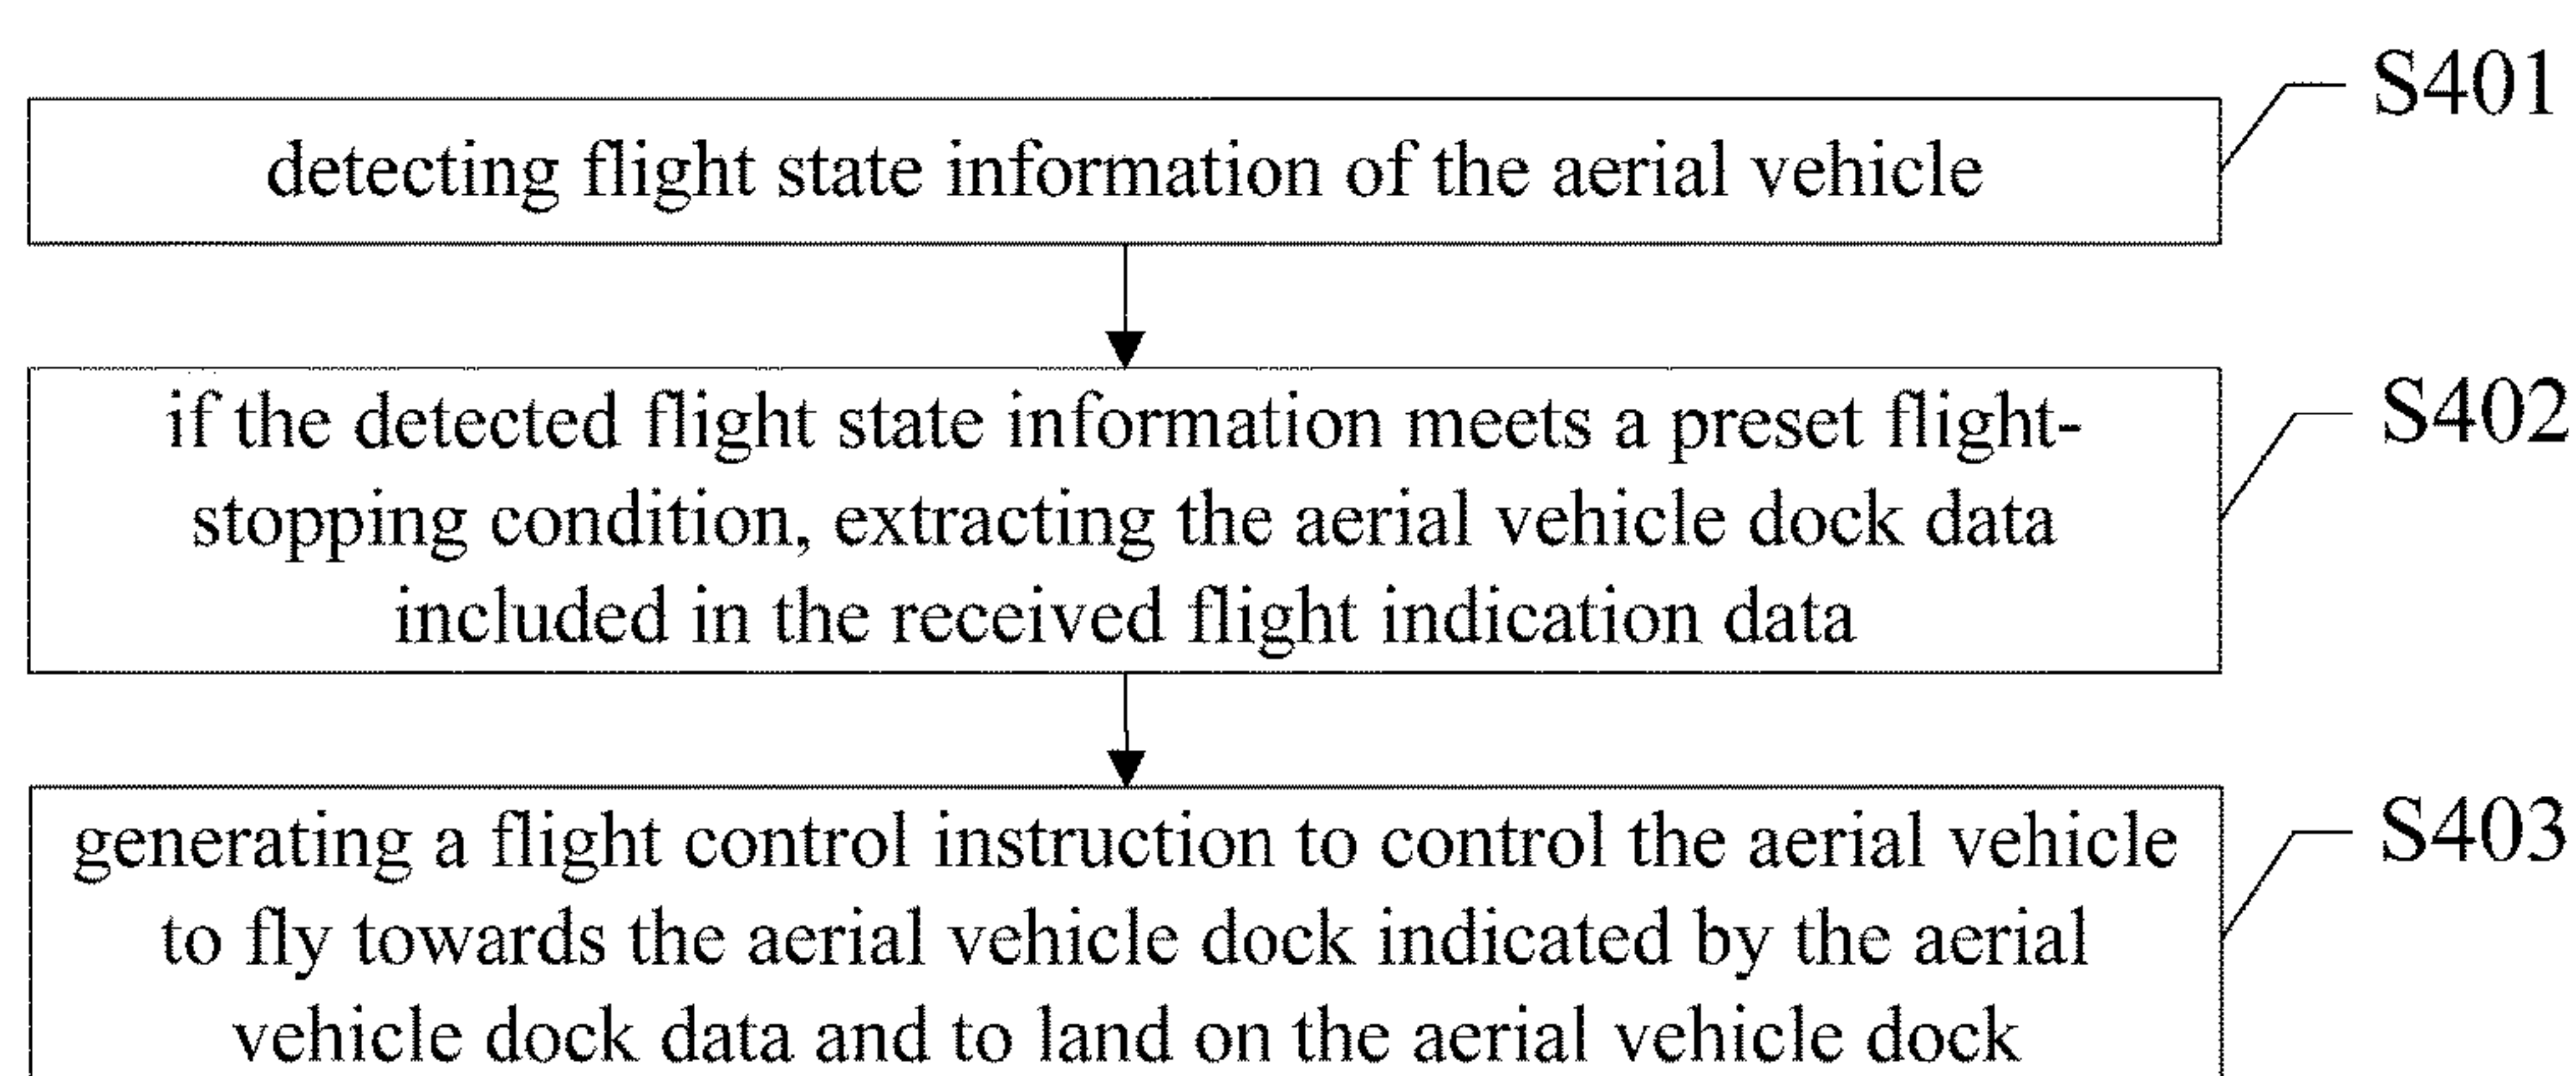 S401
detecting flight state information of the aerial vehicle
if the detected flight state information meets a preset flight-
S402
stopping condition, extracting the aerial vehicle dock data
included in the received flight indication data
generating a flight control instruction to control the aerial vehicle
S403
to fly towards the aerial vehicle dock indicated by the aerial
vehicle dock data and to land on the aerial vehicle dock